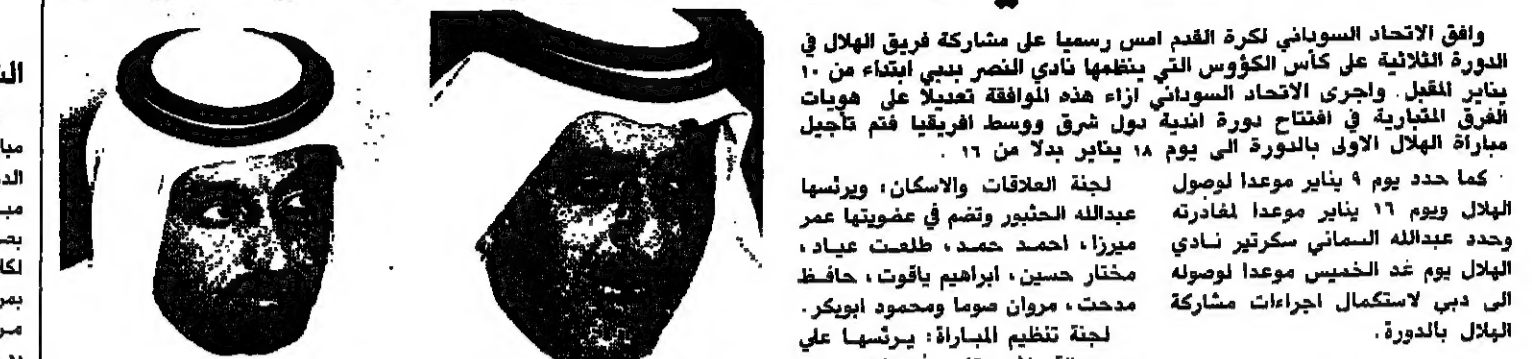 وافق الاتحاد السوداني لكرة القدم امس رسميا على مشاركة فريق الهلال في
الدورة الثلاثية على كأس الكؤوس التي ينظمها نادي النصر بدبي ابتداء من ١٠
يناير المقبل. واجرى الاتحاد السوداني ازاء هذه الموافقة تعديلا على هويات
الفرق المتبارية في افتتاح دورة اندية دول شرق ووسط افريقيا فتم تأجيل
مباراة الهلال الاولى بالدورة الى يوم ١٨ يناير بدلا من ١٦ .
كما حدد يوم ٩ يناير موعدا لوصول
الهلال ويوم ١٦ يناير موعدا لمغادرته
وحدد عبدالله السماني سكرتير نادي
الهلال يوم غد الخميس موعدا لوصوله
الى دبي لاستكمال اجراءات مشاركة
الهلال بالدورة.
لجنة العلاقات والاسكان: ويرئسها
عبدالله الحثبور وتضم في عضويتها عمر
ميرزا، احمد حمد، طلعت عياد،
مختار حسين، ابراهيم ياقوت، حافظ
مدحت، مروان صوما ومحمود ابوبكر.
لجنة تنظيم المباراة: يرئسها علي